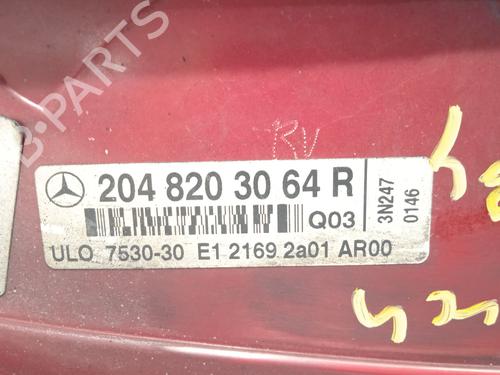 RV
204 820 30 64 R
Q03
ULO 7530-30 E1 2169 2a01 AR00
3N247
0146
B-PARTS